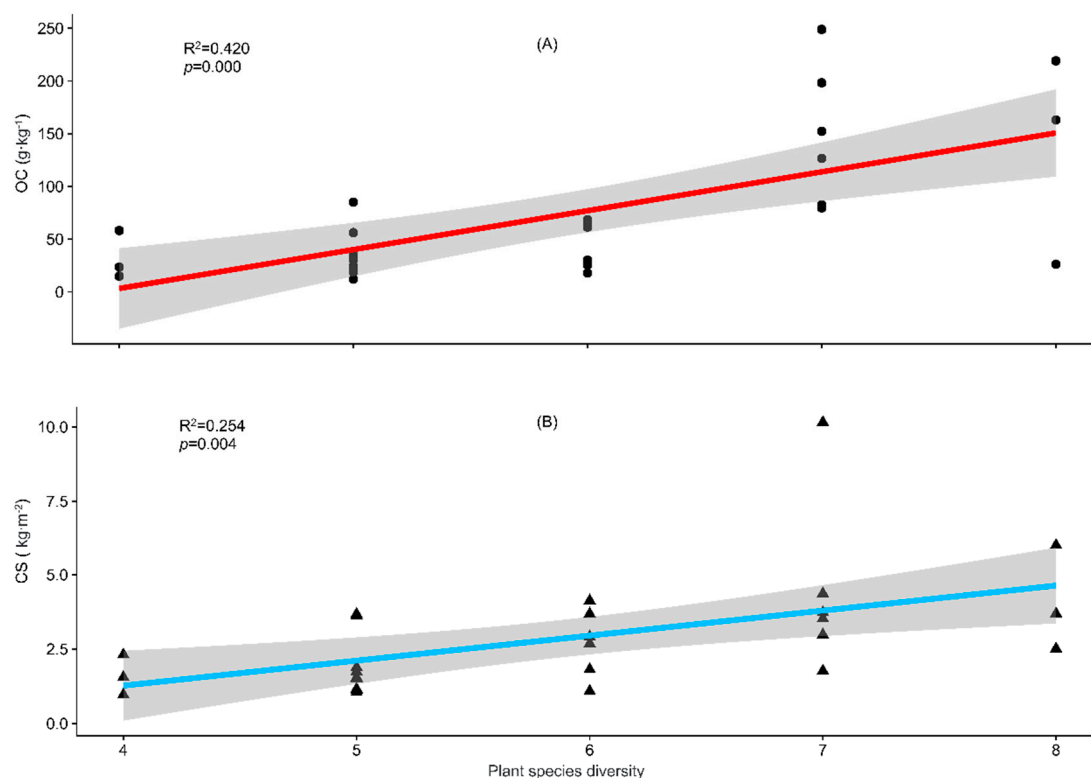 R²=0.420
p=0.000
(A)
250
200
150
100
50
0
OC (g·kg⁻¹)
R²=0.254
p=0.004
(B)
10.0
7.5
5.0
2.5
0.0
CS ( kg·m⁻²)
4 5 6 7 8
Plant species diversity